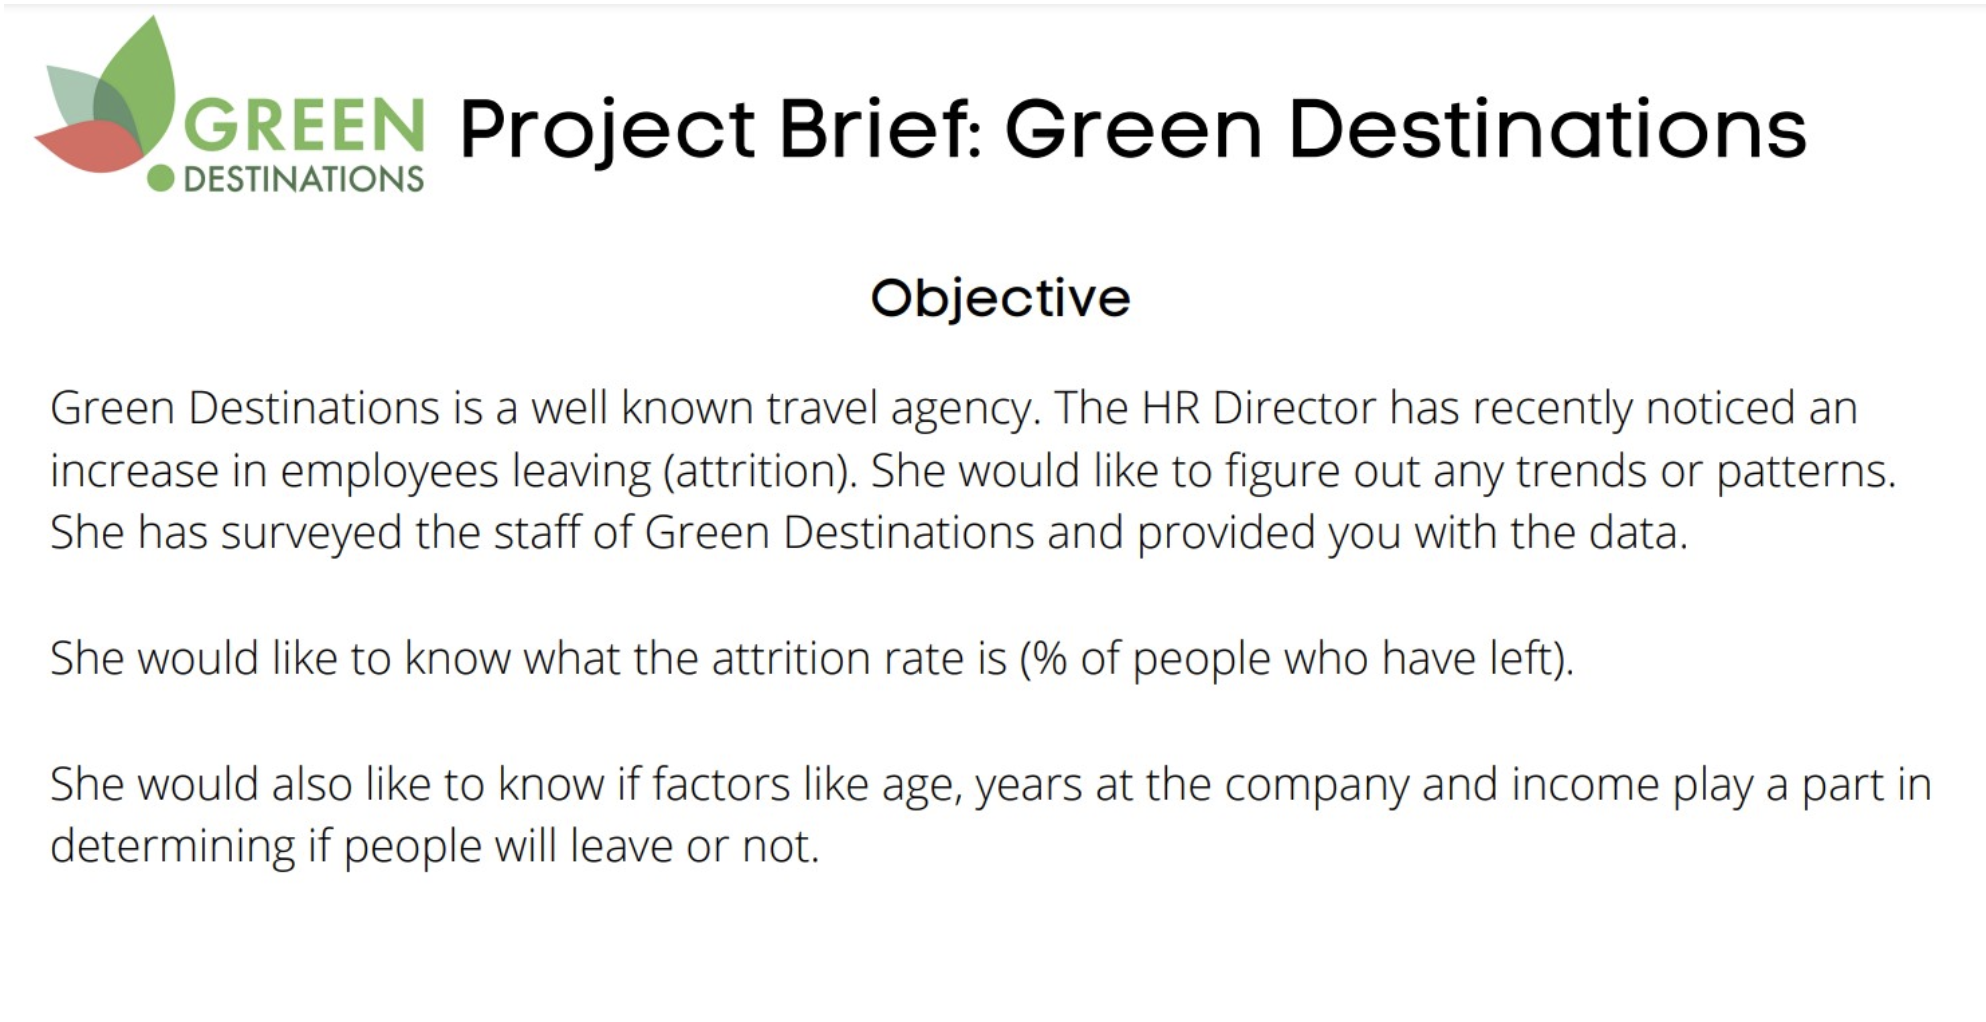 GREEN
DESTINATIONS
Project Brief: Green Destinations
Objective
Green Destinations is a well known travel agency. The HR Director has recently noticed an
increase in employees leaving (attrition). She would like to figure out any trends or patterns.
She has surveyed the staff of Green Destinations and provided you with the data.
She would like to know what the attrition rate is (% of people who have left).
She would also like to know if factors like age, years at the company and income play a part in
determining if people will leave or not.